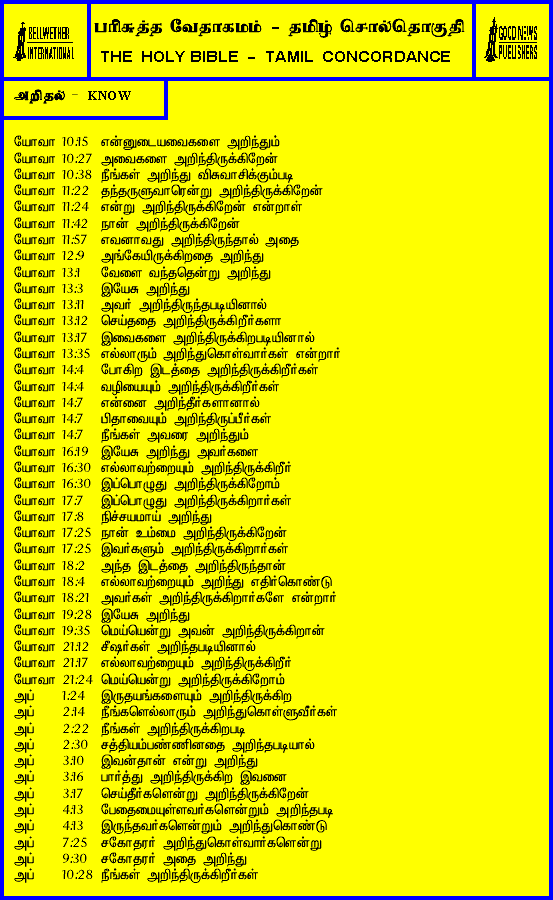 BELLWETHER
INTERNATIONAL
பரிசுத்த வேதாகமம் - தமிழ் சொல்தொகுதி
THE HOLY BIBLE - TAMIL CONCORDANCE
GOOD NEWS
PUBLISHERS
அறிதல் - KNOW
யோவா 10:15 என்னுடையவைகளை அறிந்தும்
யோவா 10:27 அவைகளை அறிந்திருக்கிறேன்
யோவா 10:38 நீங்கள் அறிந்து விசுவாசிக்கும்படி
யோவா 11:22 தந்தருளுவாரென்று அறிந்திருக்கிறேன்
யோவா 11:24 என்று அறிந்திருக்கிறேன் என்றாள்
யோவா 11:42 நான் அறிந்திருக்கிறேன்
யோவா 11:57 எவனாவது அறிந்திருந்தால் அதை
யோவா 12:9 அங்கேயிருக்கிறதை அறிந்து
யோவா 13:1 வேளை வந்ததென்று அறிந்து
யோவா 13:3 இயேசு அறிந்து
யோவா 13:11 அவர் அறிந்திருந்தபடியினால்
யோவா 13:12 செய்ததை அறிந்திருக்கிறீர்களா
யோவா 13:17 இவைகளை அறிந்திருக்கிறபடியினால்
யோவா 13:35 எல்லாரும் அறிந்துகொள்வார்கள் என்றார்
யோவா 14:4 போகிற இடத்தை அறிந்திருக்கிறீர்கள்
யோவா 14:4 வழியையும் அறிந்திருக்கிறீர்கள்
யோவா 14:7 என்னை அறிந்தீர்களானால்
யோவா 14:7 பிதாவையும் அறிந்திருப்பீர்கள்
யோவா 14:7 நீங்கள் அவரை அறிந்தும்
யோவா 16:19 இயேசு அறிந்து அவர்களை
யோவா 16:30 எல்லாவற்றையும் அறிந்திருக்கிறீர்
யோவா 16:30 இப்பொழுது அறிந்திருக்கிறோம்
யோவா 17:7 இப்பொழுது அறிந்திருக்கிறார்கள்
யோவா 17:8 நிச்சயமாய் அறிந்து
யோவா 17:25 நான் உம்மை அறிந்திருக்கிறேன்
யோவா 17:25 இவர்களும் அறிந்திருக்கிறார்கள்
யோவா 18:2 அந்த இடத்தை அறிந்திருந்தான்
யோவா 18:4 எல்லாவற்றையும் அறிந்து எதிர்கொண்டு
யோவா 18:21 அவர்கள் அறிந்திருக்கிறார்களே என்றார்
யோவா 19:28 இயேசு அறிந்து
யோவா 19:35 மெய்யென்று அவன் அறிந்திருக்கிறான்
யோவா 21:12 சீஷர்கள் அறிந்தபடியினால்
யோவா 21:17 எல்லாவற்றையும் அறிந்திருக்கிறீர்
யோவா 21:24 மெய்யென்று அறிந்திருக்கிறோம்
அப் 1:24 இருதயங்களையும் அறிந்திருக்கிற
அப் 2:14 நீங்களெல்லாரும் அறிந்துகொள்ளுவீர்கள்
அப் 2:22 நீங்கள் அறிந்திருக்கிறபடி
அப் 2:30 சத்தியம்பண்ணினதை அறிந்தபடியால்
அப் 3:10 இவன்தான் என்று அறிந்து
அப் 3:16 பார்த்து அறிந்திருக்கிற இவனை
அப் 3:17 செய்தீர்களென்று அறிந்திருக்கிறேன்
அப் 4:13 பேதைமையுள்ளவர்களென்றும் அறிந்தபடி
அப் 4:13 இருந்தவர்களென்றும் அறிந்துகொண்டு
அப் 7:25 சகோதரர் அறிந்துகொள்வார்களென்று
அப் 9:30 சகோதரர் அதை அறிந்து
அப் 10:28 நீங்கள் அறிந்திருக்கிறீர்கள்